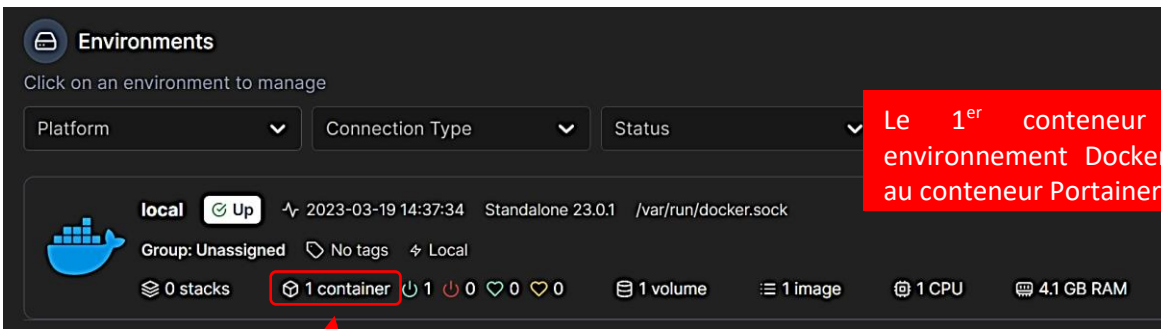 Environments
Click on an environment to manage
Platform
Connection Type
Status
Le 1er conteneur
environnement Docker
au conteneur Portainer
local Up 2023-03-19 14:37:34 Standalone 23.0.1 /var/run/docker.sock
Group: Unassigned No tags Local
0 stacks 1 container 1 0 0 0 1 volume 1 image 1 CPU 4.1 GB RAM